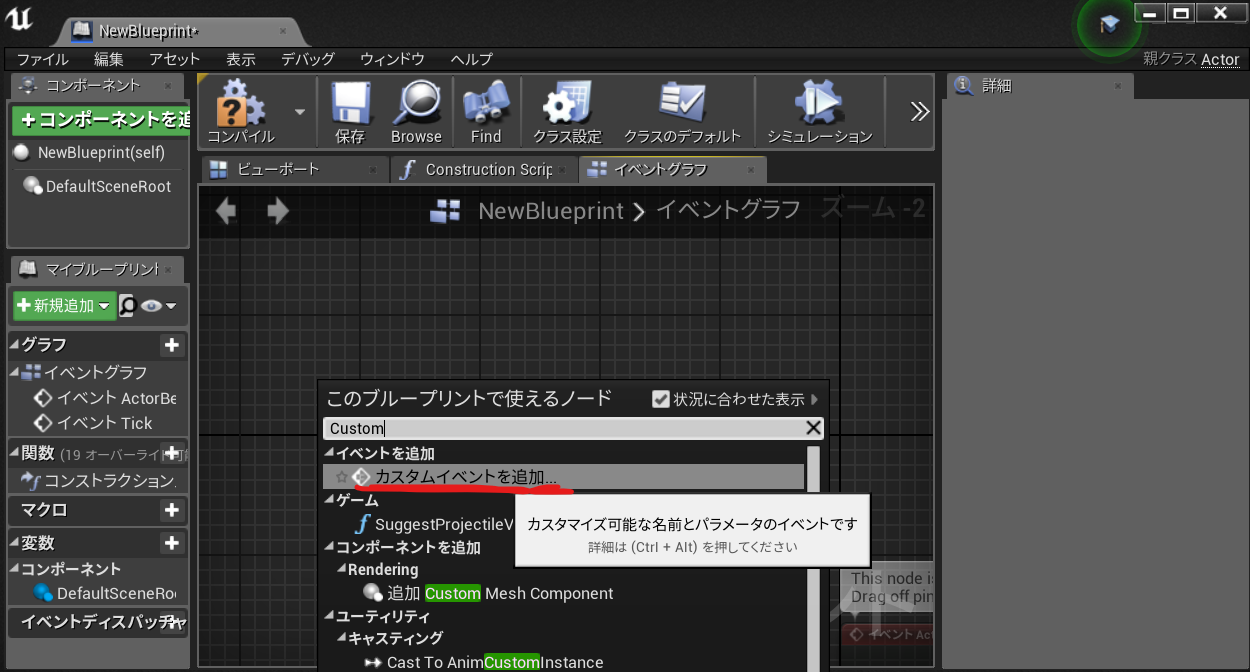 NewBlueprint*
ファイル 編集 アセット 表示 デバッグ ウィンドウ ヘルプ
親クラス Actor
コンポーネント
+コンポーネントを追
NewBlueprint(self)
DefaultSceneRoot
コンパイル 保存 Browse Find クラス設定 クラスのデフォルト シミュレーション
詳細
ビューポート Construction Scrip イベントグラフ
NewBlueprint > イベントグラフ ズーム -2
マイブループリント
+新規追加
グラフ
イベントグラフ
イベント ActorBe
イベント Tick
関数 (19 オーバーライド可能
コンストラクション
マクロ
変数
コンポーネント
DefaultSceneRo
イベントディスパッチャ
このブループリントで使えるノード 状況に合わせた表示
Custom
イベントを追加
カスタムイベントを追加...
ゲーム
SuggestProjectileV
コンポーネントを追加
Rendering
追加 Custom Mesh Component
ユーティリティ
キャスティング
Cast To AnimCustomInstance
カスタマイズ可能な名前とパラメータのイベントです
詳細は (Ctrl + Alt) を押してください
This node i
Drag off pin
イベント Act